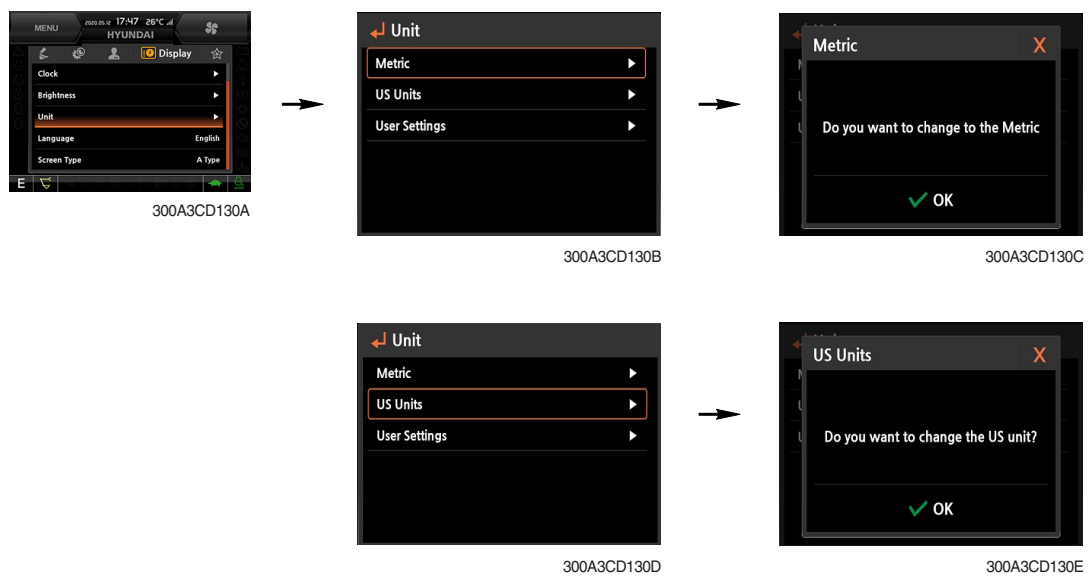 MENU
2020.05.12 17:47 26°C
HYUNDAI
Display
Clock
Brightness
Unit
Language English
Screen Type A Type
E
300A3CD130A
Unit
Metric
US Units
User Settings
300A3CD130B
Metric X
Do you want to change to the Metric
OK
300A3CD130C
Unit
Metric
US Units
User Settings
300A3CD130D
US Units X
Do you want to change the US unit?
OK
300A3CD130E